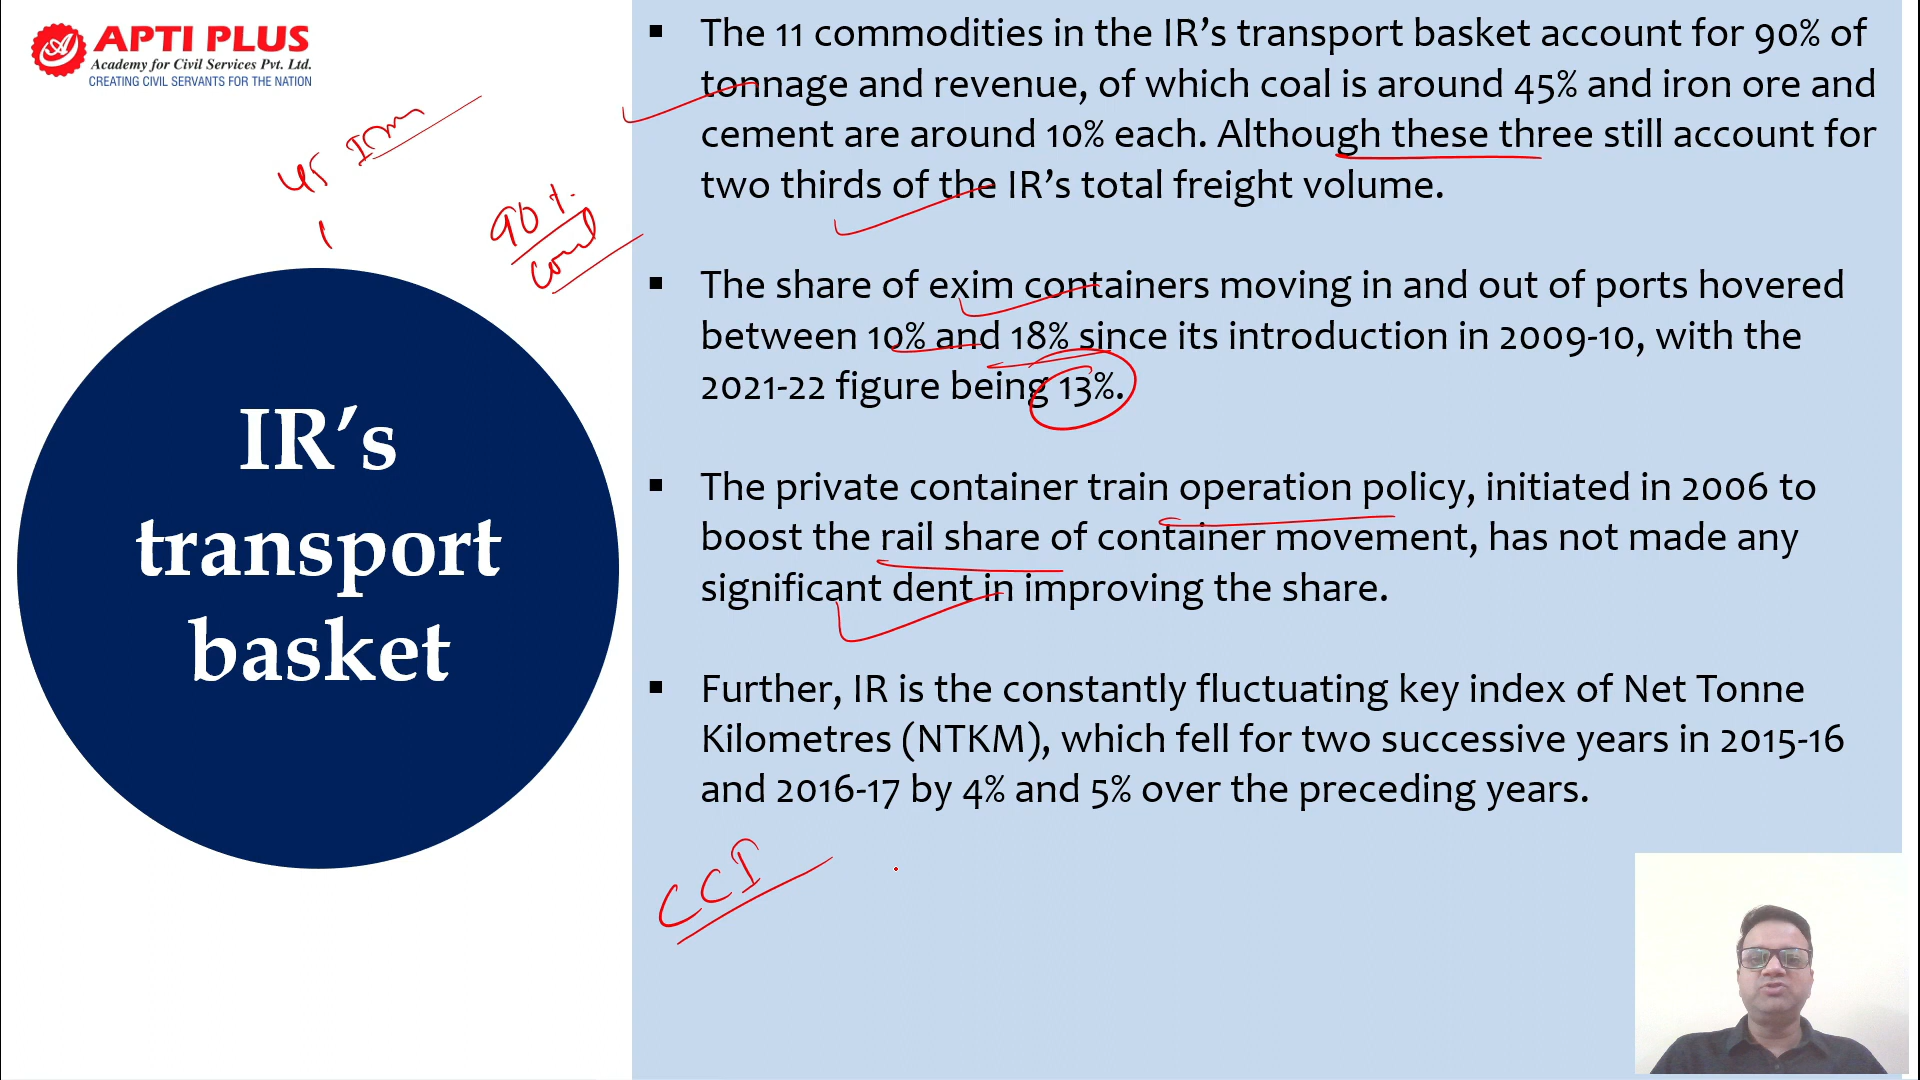 APTI PLUS
Academy for Civil Services Pvt. Ltd.
CREATING CIVIL SERVANTS FOR THE NATION
45
90%
IR's
transport
basket
▪ The 11 commodities in the IR's transport basket account for 90% of
tonnage and revenue, of which coal is around 45% and iron ore and
cement are around 10% each. Although these three still account for
two thirds of the IR's total freight volume.
▪ The share of exim containers moving in and out of ports hovered
between 10% and 18% since its introduction in 2009-10, with the
2021-22 figure being 13%.
▪ The private container train operation policy, initiated in 2006 to
boost the rail share of container movement, has not made any
significant dent in improving the share.
▪ Further, IR is the constantly fluctuating key index of Net Tonne
Kilometres (NTKM), which fell for two successive years in 2015-16
and 2016-17 by 4% and 5% over the preceding years.
CCI